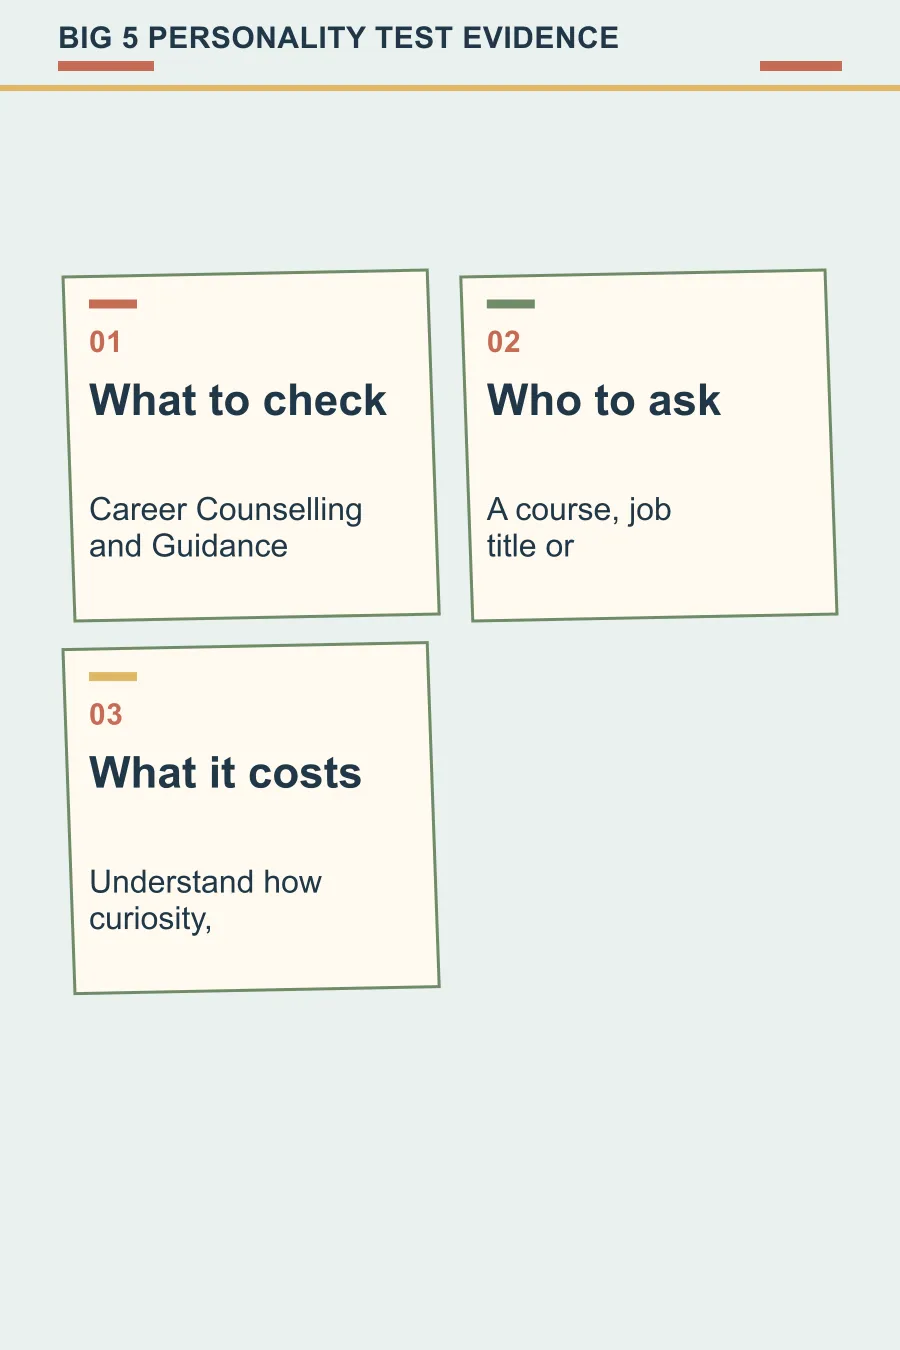 BIG 5 PERSONALITY TEST EVIDENCE
01
What to check
Career Counselling
and Guidance
02
Who to ask
A course, job
title or
03
What it costs
Understand how
curiosity,